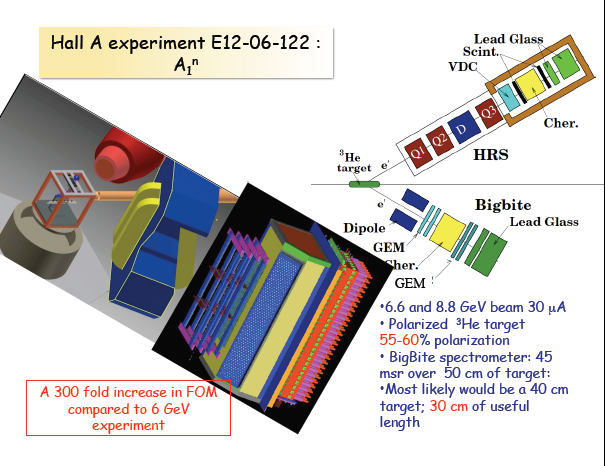 Hall A experiment E12-06-122 :
A₁ⁿ
Lead Glass
Scint.
VDC
Cher.
Q1
Q2
D
Q3
HRS
³He
target
e'
e'
Bigbite
Lead Glass
Dipole
GEM
Cher.
GEM
•6.6 and 8.8 GeV beam 30 μA
• Polarized ³He target
55-60% polarization
• BigBite spectrometer: 45
msr over 50 cm of target:
•Most likely would be a 40 cm
target; 30 cm of useful
length
A 300 fold increase in FOM
compared to 6 GeV
experiment